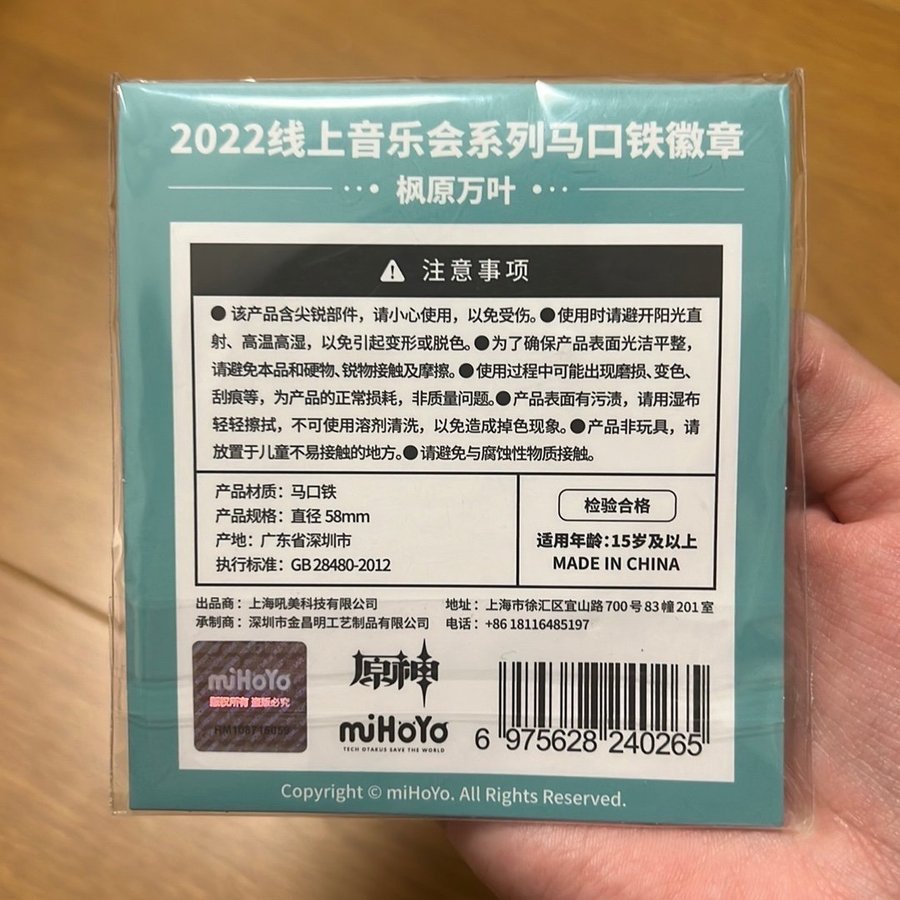 2022线上音乐会系列马口铁徽章
枫原万叶
注意事项
●该产品含尖锐部件，请小心使用，以免受伤。●使用时请避开阳光直
射、高温高湿，以免引起变形或脱色。●为了确保产品表面光洁平整，
请避免本品和硬物、锐物接触及摩擦。●使用过程中可能出现磨损、变色、
刮痕等，为产品的正常损耗，非质量问题。●产品表面有污渍，请用湿布
轻轻擦拭，不可使用溶剂清洗，以免造成掉色现象。●产品非玩具，请
放置于儿童不易接触的地方。●请避免与腐蚀性物质接触。
产品材质：马口铁
产品规格：直径 58mm
产地：广东省深圳市
执行标准：GB 28480-2012
检验合格
适用年龄：15岁及以上
MADE IN CHINA
出品商：上海吼美科技有限公司
承制商：深圳市金昌明工艺制品有限公司
地址：上海市徐汇区宜山路 700 号 83 幢 201 室
电话：+86 18116485197
miHoYo
版权所有 盗版必究
原神
miHoYo
TECH OTAKUS SAVE THE WORLD
6 975628 240265
Copyright © miHoYo. All Rights Reserved.